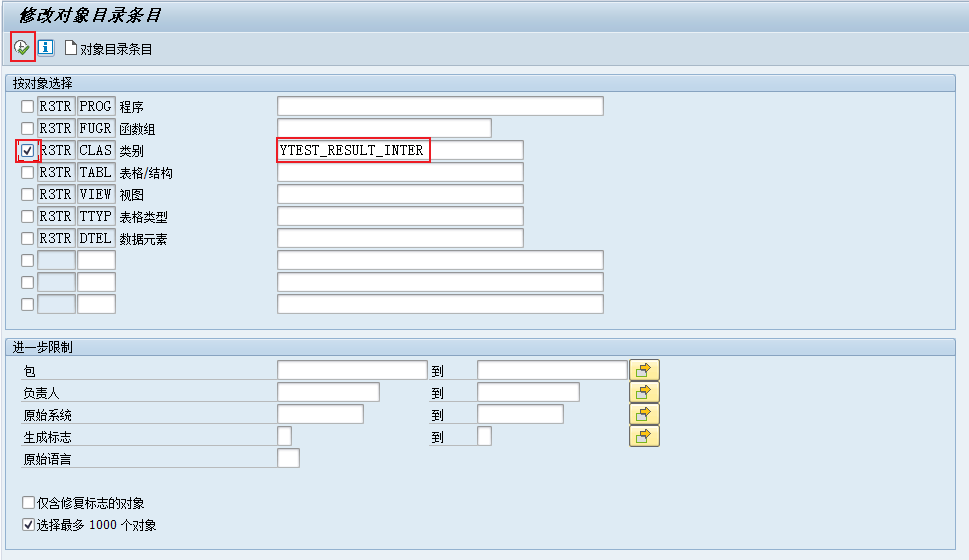 修改对象目录条目
对象目录条目
按对象选择
R3TR PROG 程序
R3TR FUGR 函数组
R3TR CLAS 类别 YTEST_RESULT_INTER
R3TR TABL 表格/结构
R3TR VIEW 视图
R3TR TTYP 表格类型
R3TR DTEL 数据元素
进一步限制
包 到
负责人 到
原始系统 到
生成标志 到
原始语言
仅含修复标志的对象
选择最多 1000 个对象